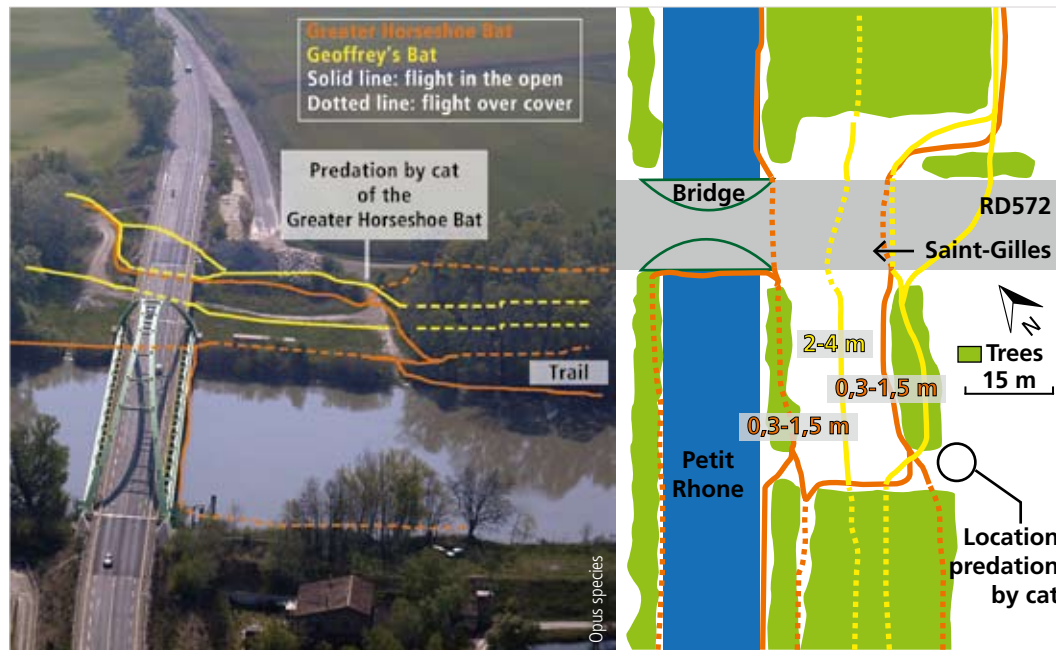 Greater Horseshoe Bat
Geoffrey's Bat
Solid line: flight in the open
Dotted line: flight over cover
Predation by cat
of the
Greater Horseshoe Bat
Trail
Opus species
Bridge
RD572
Saint-Gilles
N
Trees
15 m
2-4 m
0,3-1,5 m
0,3-1,5 m
Petit
Rhone
Location
predation
by cat